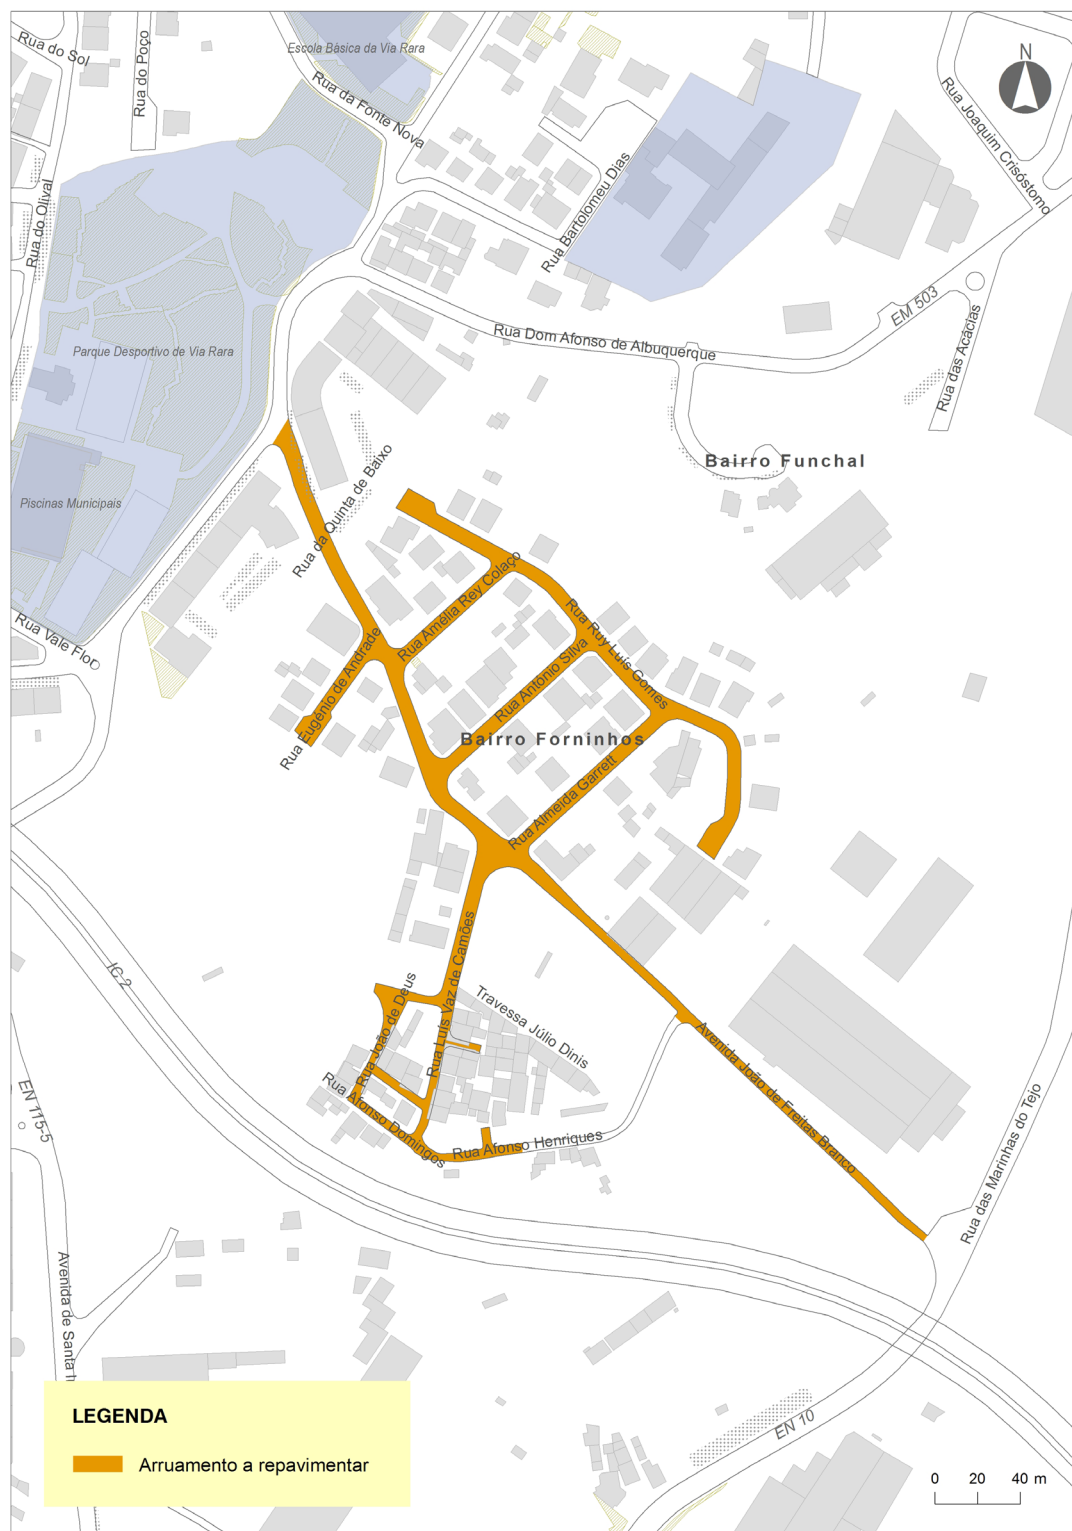 Rua do Sol
Rua do Poço
Escola Básica da Via Rara
Rua da Fonte Nova
N
Rua Joaquim Crisóstomo
Rua do Olival
Rua Bartolomeu Dias
EM 503
Rua Dom Afonso de Albuquerque
Parque Desportivo de Via Rara
Rua das Acácias
Bairro Funchal
Piscinas Municipais
Rua da Quinta de Baixo
Rua Amélia Rey Colaço
Rua Vale Flor
Rua Ruy Luís Gomes
Rua António Silva
Rua Eugénio de Andrade
Bairro Forninhos
Rua Almeida Garrett
Rua Luís Vaz de Camões
IC 2
Rua João de Deus
Travessa Júlio Dinis
Avenida João de Freitas Branco
Rua Afonso Domingos
Rua Afonso Henriques
EN 115-5
Rua das Marinhas do Tejo
Avenida de Santa I
EN 10
LEGENDA
Arruamento a repavimentar
0 20 40 m